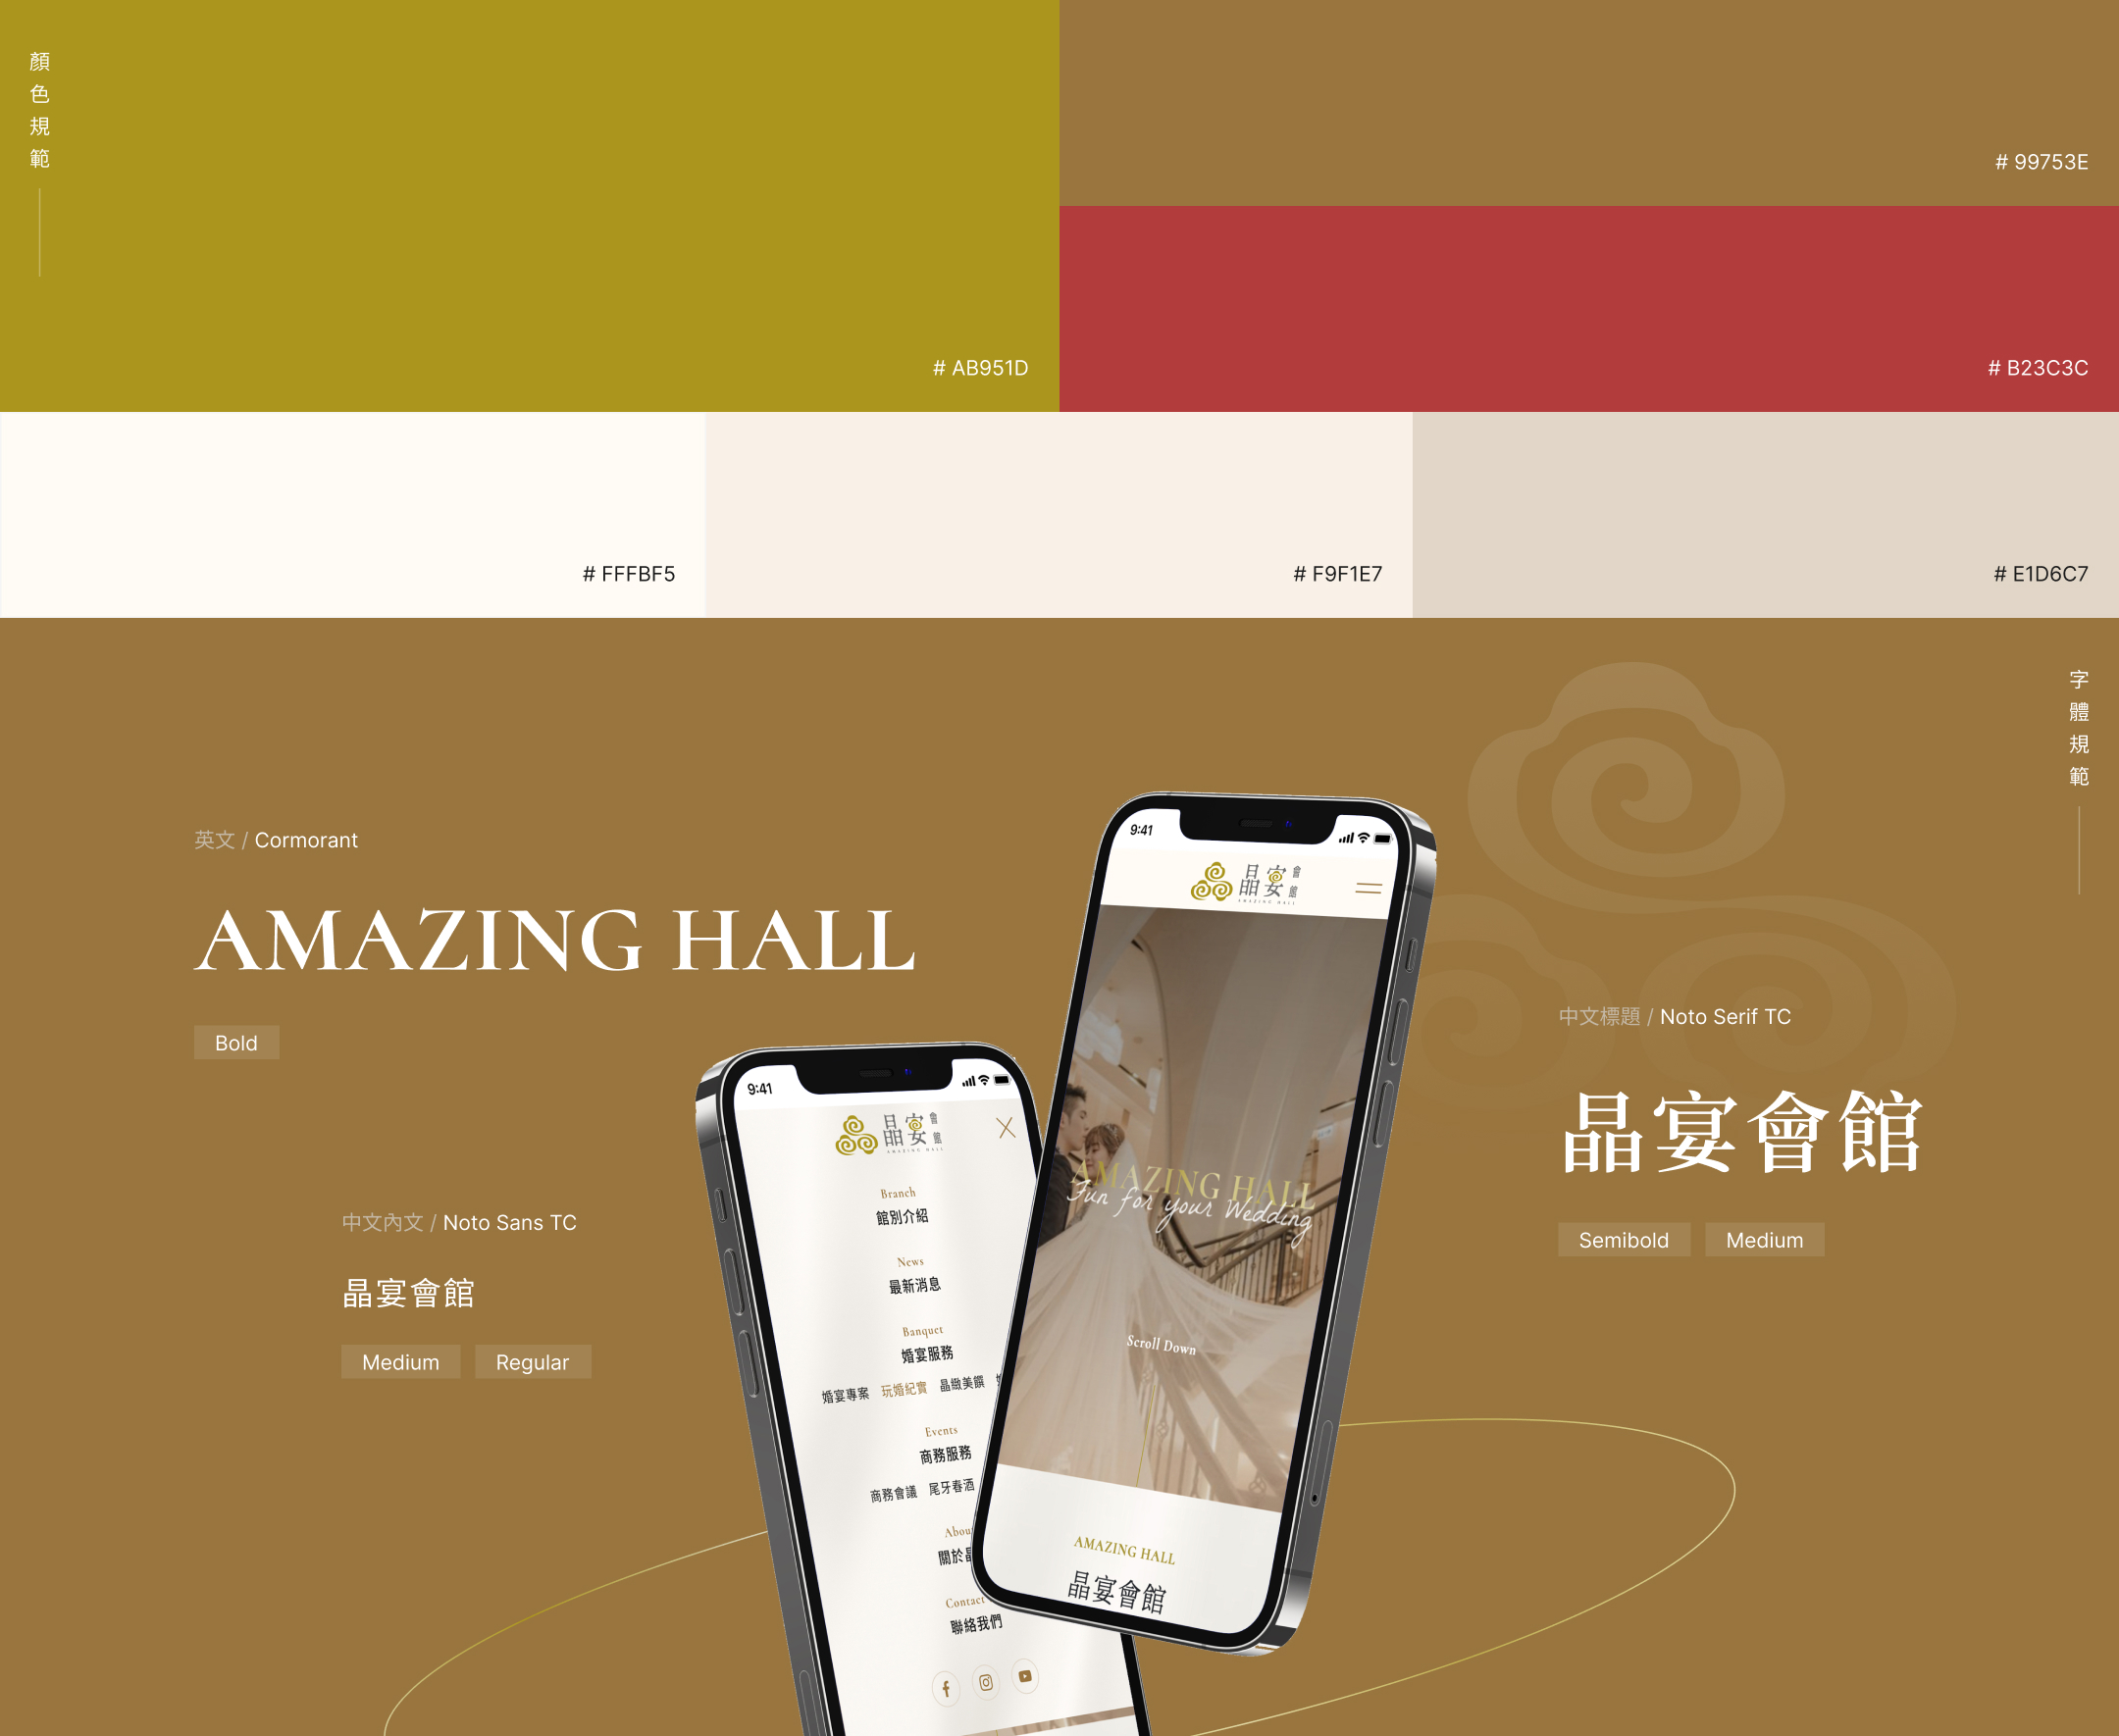 顏色規範
# AB951D
# 99753E
# B23C3C
# FFFBF5
# F9F1E7
# E1D6C7
字體規範
英文 / Cormorant
AMAZING HALL
Bold
中文內文 / Noto Sans TC
晶宴會館
Medium Regular
中文標題 / Noto Serif TC
晶宴會館
Semibold Medium
9:41
晶宴會館
AMAZING HALL
Branch
館別介紹
News
最新消息
Banquet
婚宴服務
婚宴專案 玩婚紀實 晶緻美饌
Events
商務服務
商務會議 尾牙春酒
About
關於
Contact
聯絡我們
9:41
晶宴會館
AMAZING HALL
AMAZING HALL
Fun for your Wedding
Scroll Down
AMAZING HALL
晶宴會館